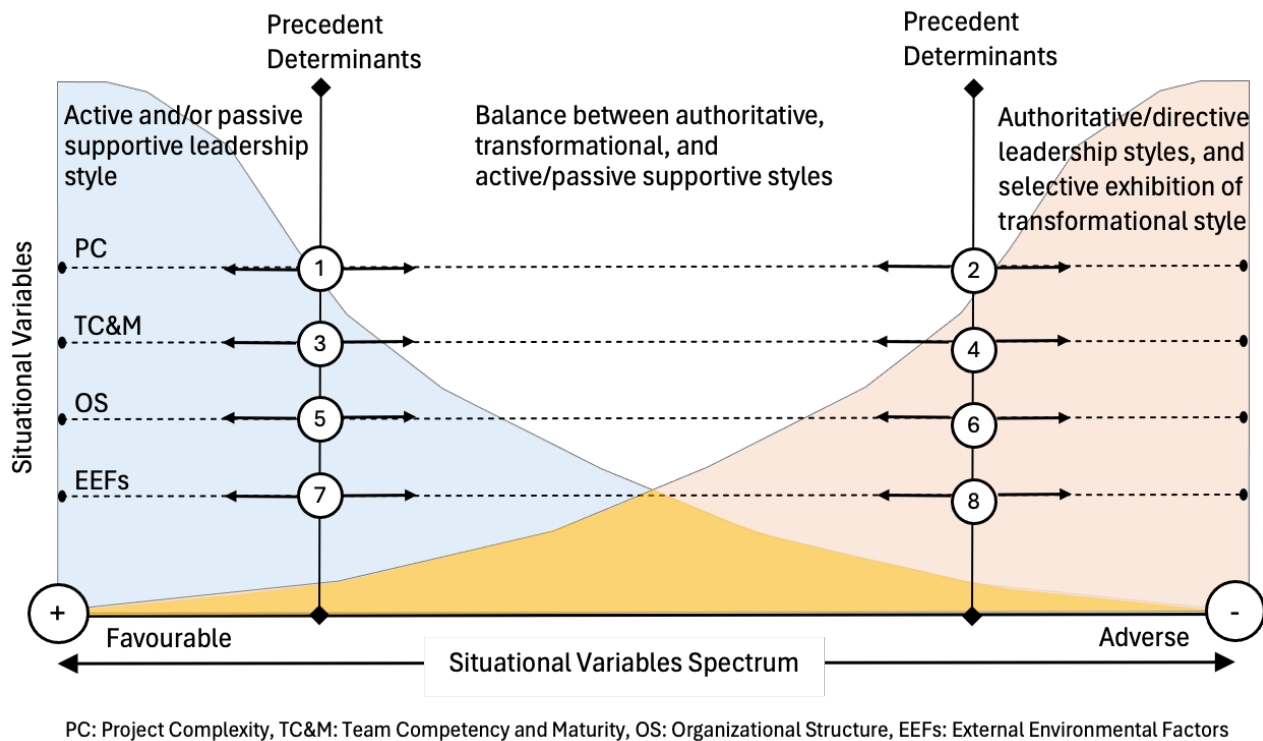 Precedent
Determinants
Precedent
Determinants
Active and/or passive
supportive leadership
style
Balance between authoritative,
transformational, and
active/passive supportive styles
Authoritative/directive
leadership styles, and
selective exhibition of
transformational style
Situational Variables
PC
1
2
TC&M
3
4
OS
5
6
EEFs
7
8
+
-
Favourable
Adverse
Situational Variables Spectrum
PC: Project Complexity, TC&M: Team Competency and Maturity, OS: Organizational Structure, EEFs: External Environmental Factors